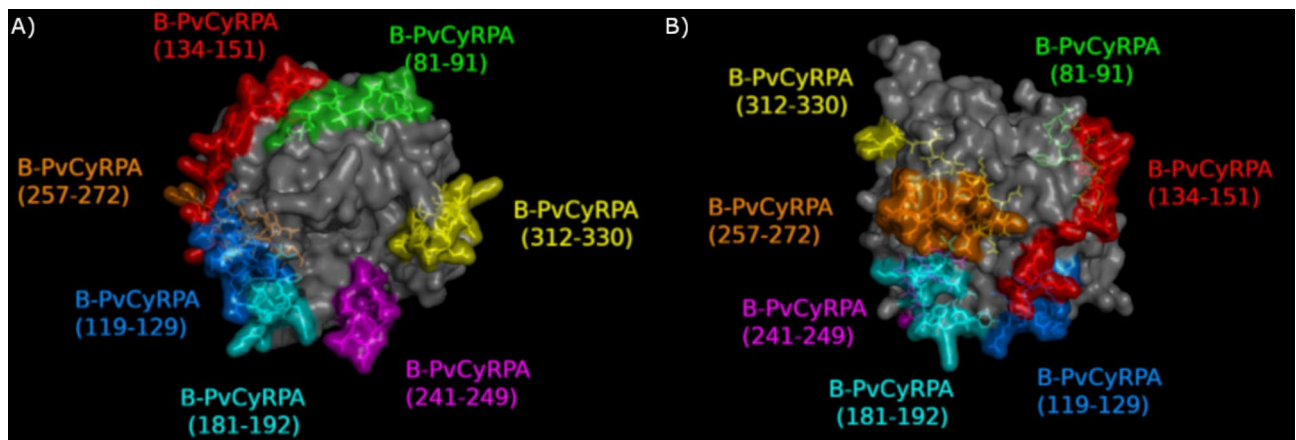 A)
B-PvCyRPA
(134-151)
B-PvCyRPA
(81-91)
B-PvCyRPA
(257-272)
B-PvCyRPA
(312-330)
B-PvCyRPA
(119-129)
B-PvCyRPA
(181-192)
B-PvCyRPA
(241-249)
B)
B-PvCyRPA
(81-91)
B-PvCyRPA
(312-330)
B-PvCyRPA
(134-151)
B-PvCyRPA
(257-272)
B-PvCyRPA
(241-249)
B-PvCyRPA
(181-192)
B-PvCyRPA
(119-129)